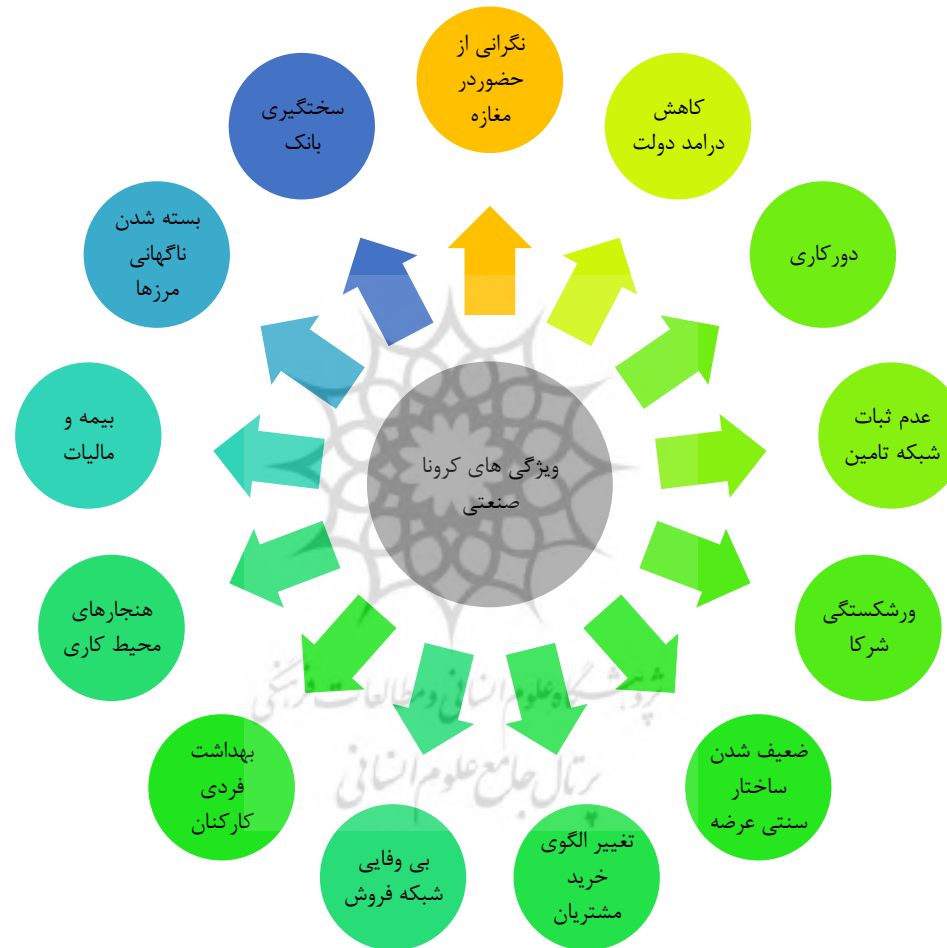 نگرانی از
حضوردر
مغازه
کاهش
درامد دولت
دورکاری
عدم ثبات
شبکه تامین
ورشکستگی
شرکا
ضعیف شدن
ساختار
سنتی عرضه
تغییر الگوی
خرید
مشتریان
بی وفایی
شبکه فروش
بهداشت
فردی
کارکنان
هنجارهای
محیط کاری
بیمه و
مالیات
بسته شدن
ناگهانی
مرزها
سختگیری
بانک
ویژگی های کرونا
صنعتی
پژوهشگاه علوم انسانی و مطالعات فرهنگی
پرتال جامع علوم انسانی